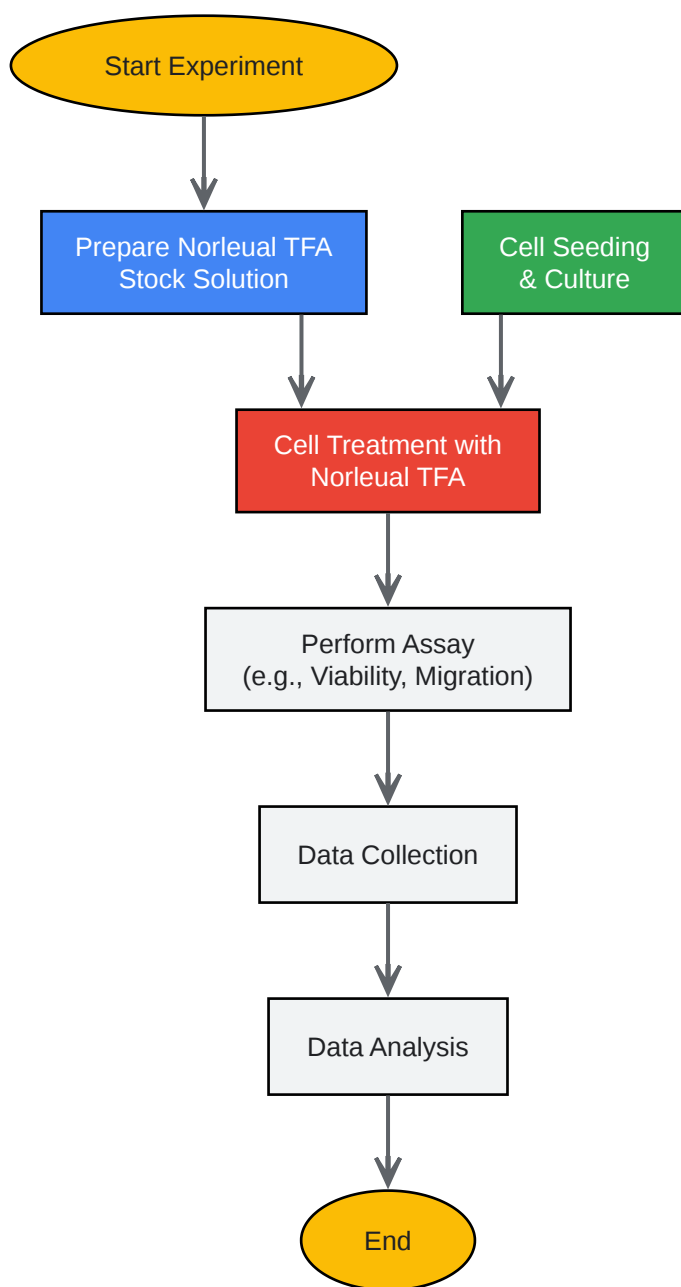 Start Experiment
Prepare Norleual TFA
Stock Solution
Cell Seeding
& Culture
Cell Treatment with
Norleual TFA
Perform Assay
(e.g., Viability, Migration)
Data Collection
Data Analysis
End